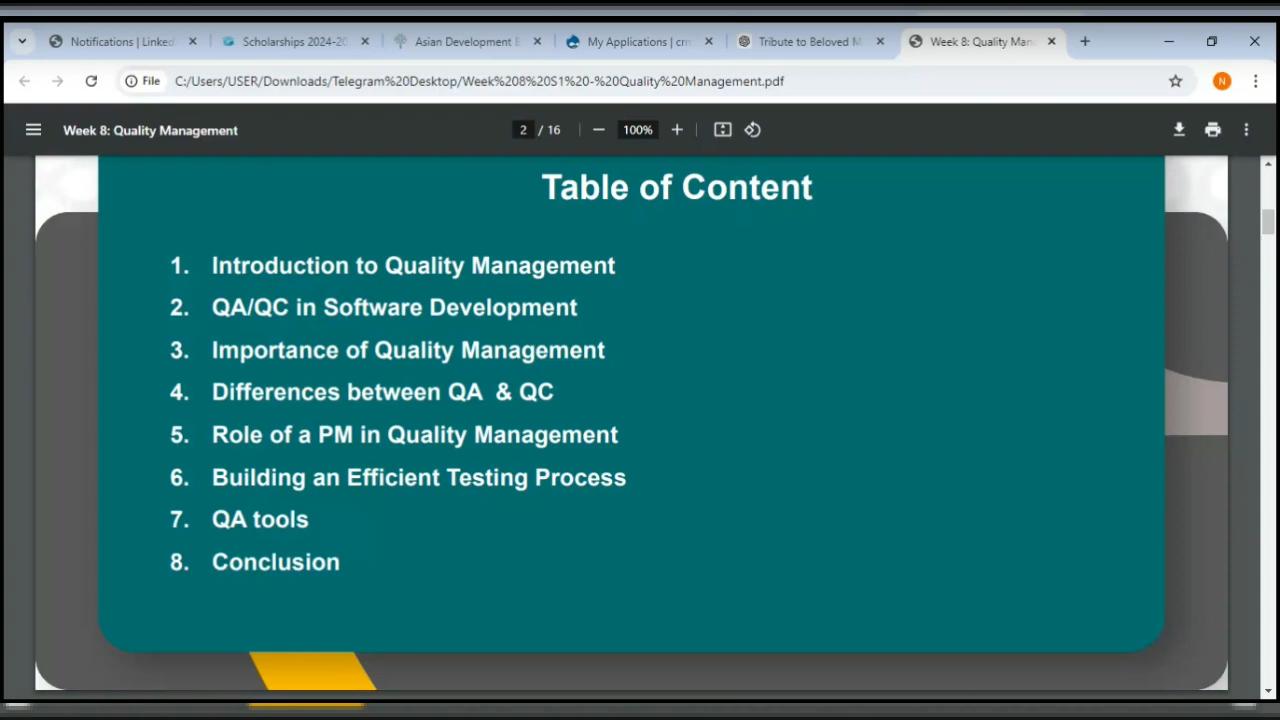 Notifications | Linked
Scholarships 2024-20
Asian Development B
My Applications | crm
Tribute to Beloved M
Week 8: Quality Man
File
C:/Users/USER/Downloads/Telegram%20Desktop/Week%208%20S1%20-%20Quality%20Management.pdf
N
Week 8: Quality Management
2 / 16
100%
Table of Content
1. Introduction to Quality Management
2. QA/QC in Software Development
3. Importance of Quality Management
4. Differences between QA & QC
5. Role of a PM in Quality Management
6. Building an Efficient Testing Process
7. QA tools
8. Conclusion